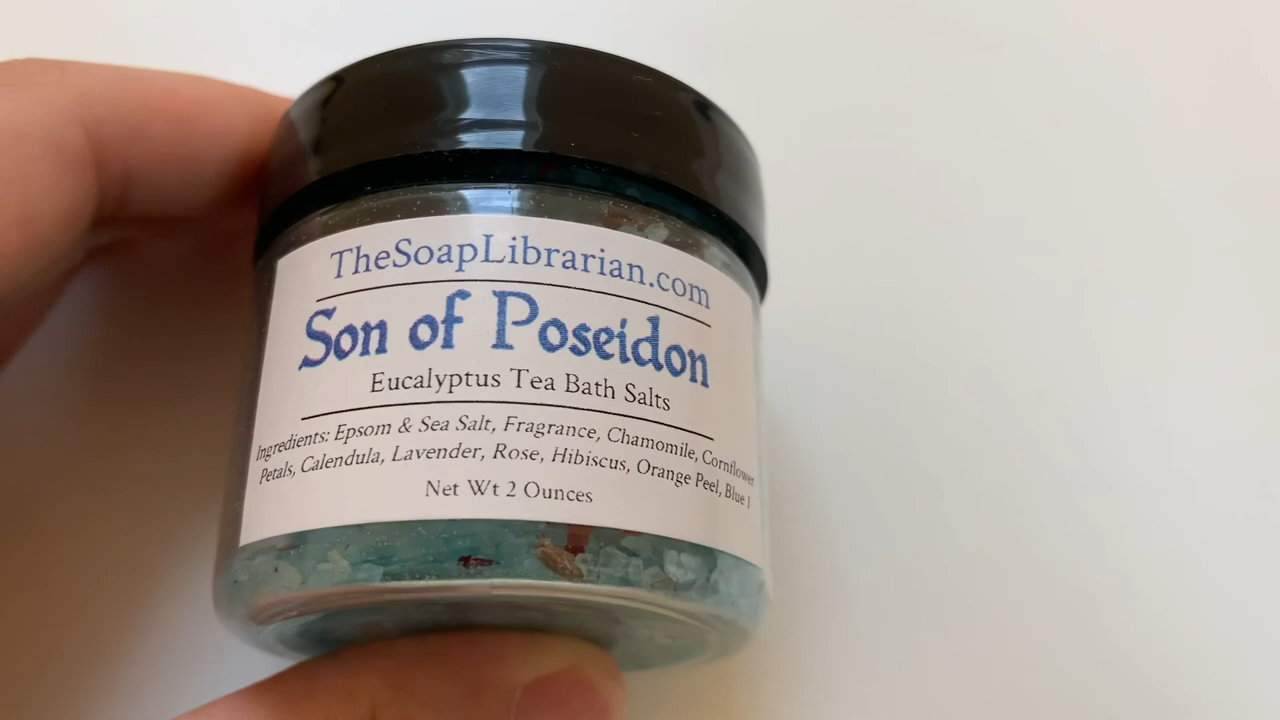 TheSoapLibrarian.com
Son of Poseidon
Eucalyptus Tea Bath Salts
Ingredients: Epsom & Sea Salt, Fragrance, Chamomile, Cornflower
Petals, Calendula, Lavender, Rose, Hibiscus, Orange Peel, Blue 1
Net Wt 2 Ounces